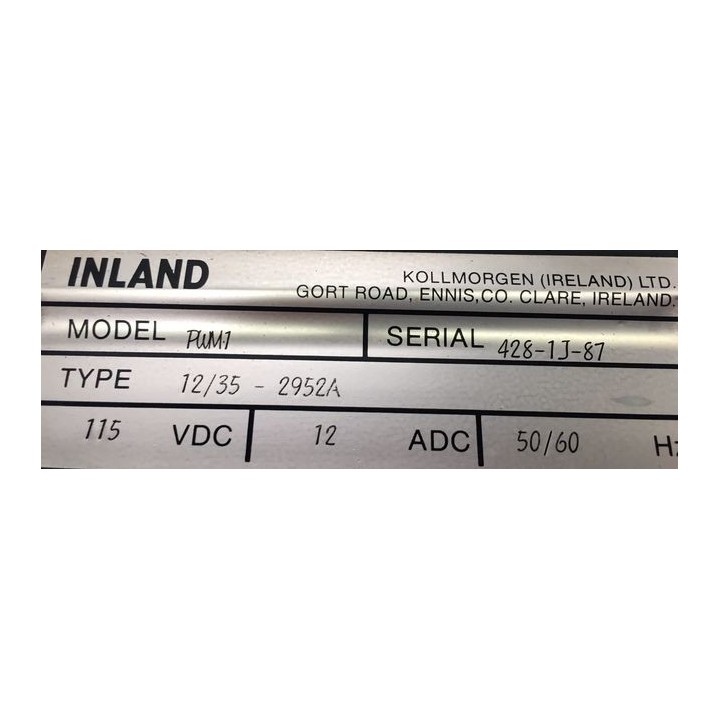 INLAND
KOLLMORGEN (IRELAND) LTD.
GORT ROAD, ENNIS, CO. CLARE, IRELAND.
MODEL PWM1 SERIAL 428-1J-87
TYPE 12/35 - 2952A
115 VDC 12 ADC 50/60 Hz